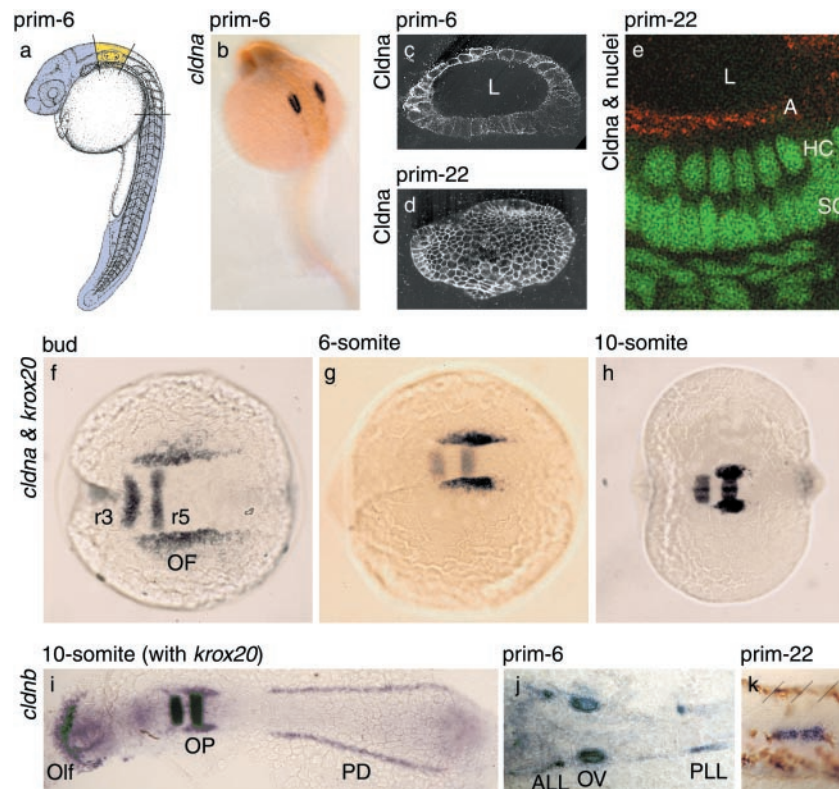 prim-6
prim-6
prim-22
a
cldna
b
Cldna
c
L
Cldna & nuclei
e
L
A
HC
SC
prim-22
Cldna
d
bud
6-somite
10-somite
cldna & krox20
f
r3
r5
OF
g
h
10-somite (with krox20)
prim-6
prim-22
cldnb
i
Olf
OP
PD
j
ALL
OV
PLL
k